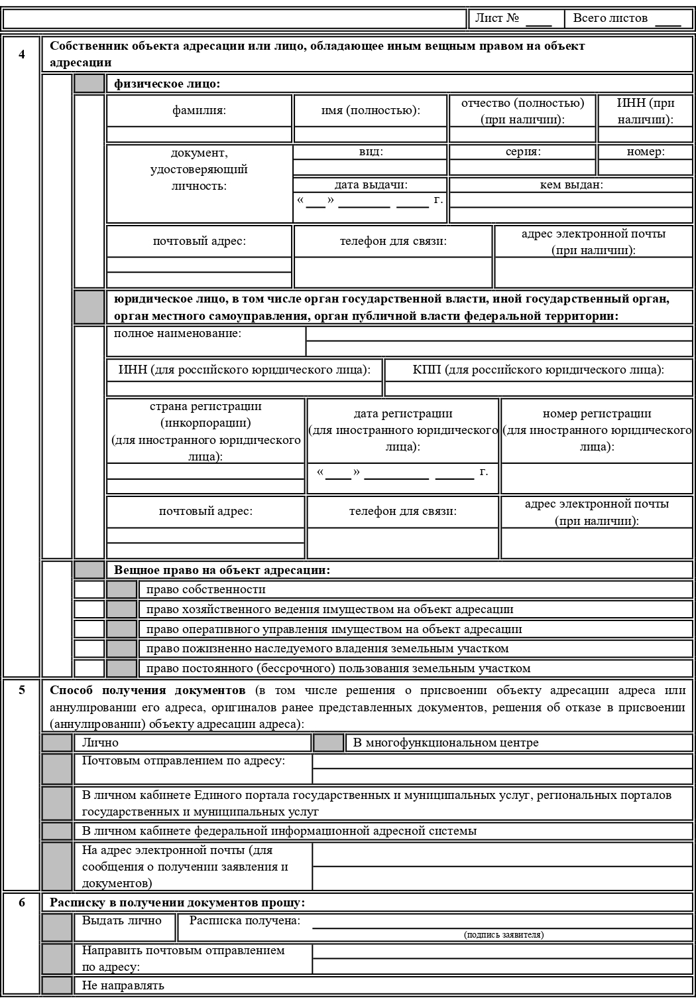 Лист № ____ Всего листов ____
4 Собственник объекта адресации или лицо, обладающее иным вещным правом на объект
адресации
физическое лицо:
фамилия: имя (полностью): отчество (полностью) (при наличии): ИНН (при наличии):
документ, удостоверяющий личность: вид: серия: номер:
дата выдачи: кем выдан:
« ___ » ________ _____ г.
почтовый адрес: телефон для связи: адрес электронной почты (при наличии):
юридическое лицо, в том числе орган государственной власти, иной государственный орган,
орган местного самоуправления, орган публичной власти федеральной территории:
полное наименование:
ИНН (для российского юридического лица): КПП (для российского юридического лица):
страна регистрации (инкорпорации) (для иностранного юридического лица): дата регистрации (для иностранного юридического лица): номер регистрации (для иностранного юридического лица):
« ____ » __________ ______ г.
почтовый адрес: телефон для связи: адрес электронной почты (при наличии):
Вещное право на объект адресации:
право собственности
право хозяйственного ведения имуществом на объект адресации
право оперативного управления имуществом на объект адресации
право пожизненно наследуемого владения земельным участком
право постоянного (бессрочного) пользования земельным участком
5 Способ получения документов (в том числе решения о присвоении объекту адресации адреса или
аннулировании его адреса, оригиналов ранее представленных документов, решения об отказе в присвоении
(аннулировании) объекту адресации адреса):
Лично В многофункциональном центре
Почтовым отправлением по адресу:
В личном кабинете Единого портала государственных и муниципальных услуг, региональных порталов
государственных и муниципальных услуг
В личном кабинете федеральной информационной адресной системы
На адрес электронной почты (для
сообщения о получении заявления и
документов)
6 Расписку в получении документов прошу:
Выдать лично Расписка получена:
(подпись заявителя)
Направить почтовым отправлением
по адресу:
Не направлять